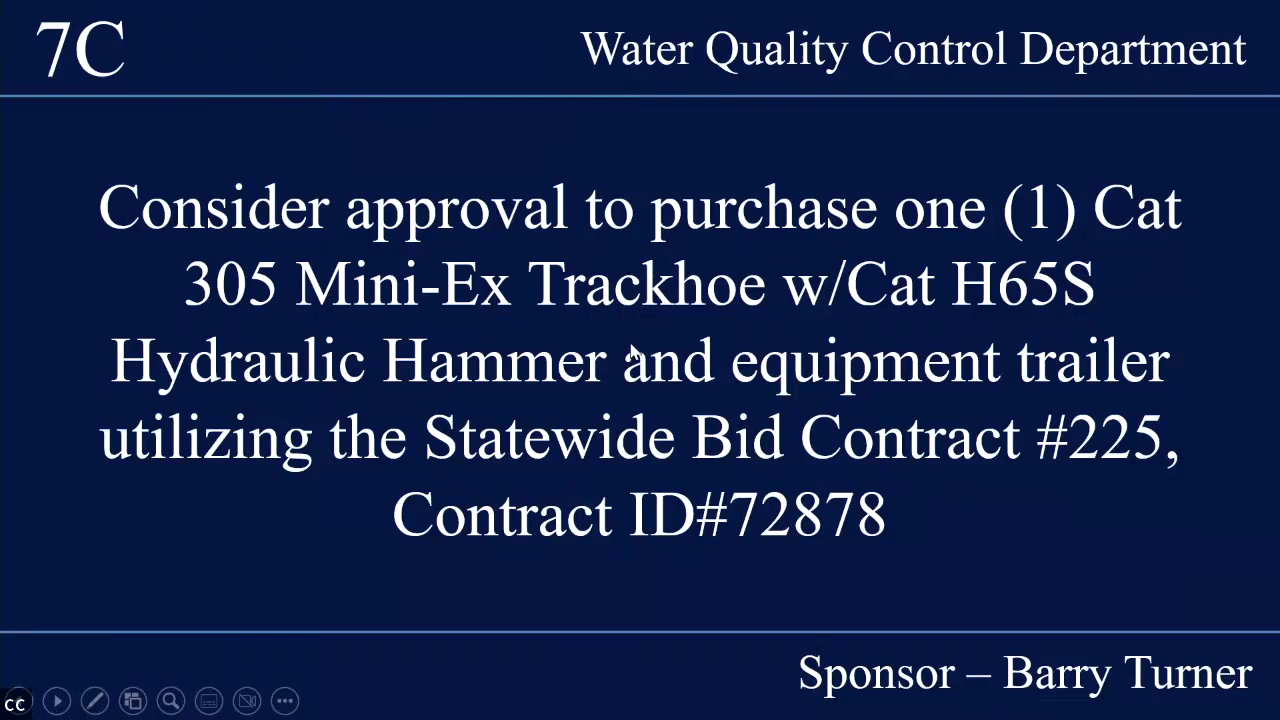 7C
Water Quality Control Department
Consider approval to purchase one (1) Cat
305 Mini-Ex Trackhoe w/Cat H65S
Hydraulic Hammer and equipment trailer
utilizing the Statewide Bid Contract #225,
Contract ID#72878
Sponsor – Barry Turner
cc